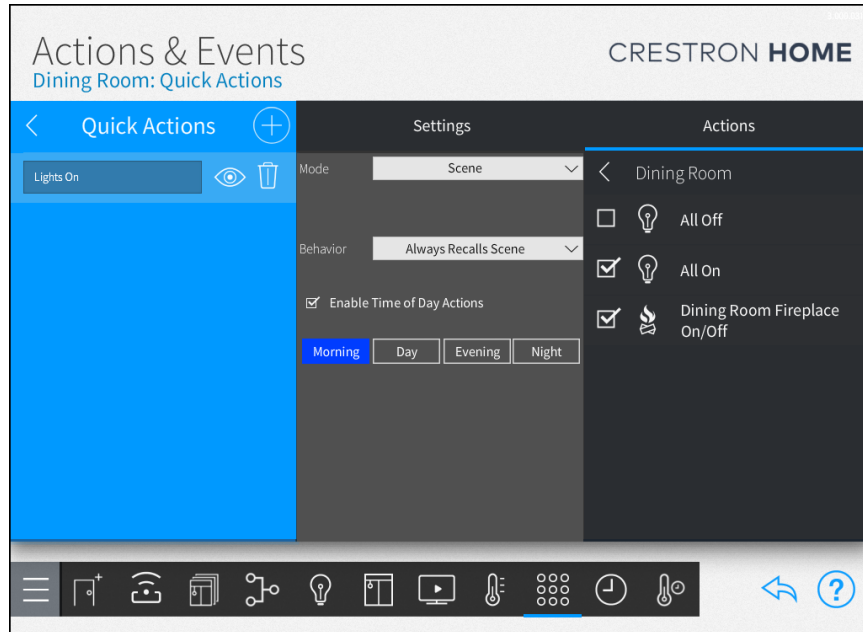 Actions & Events
Dining Room: Quick Actions
CRESTRON HOME
Quick Actions
Settings
Actions
Lights On
Mode
Scene
Dining Room
All Off
Behavior
Always Recalls Scene
All On
Enable Time of Day Actions
Dining Room Fireplace
On/Off
Morning
Day
Evening
Night
?